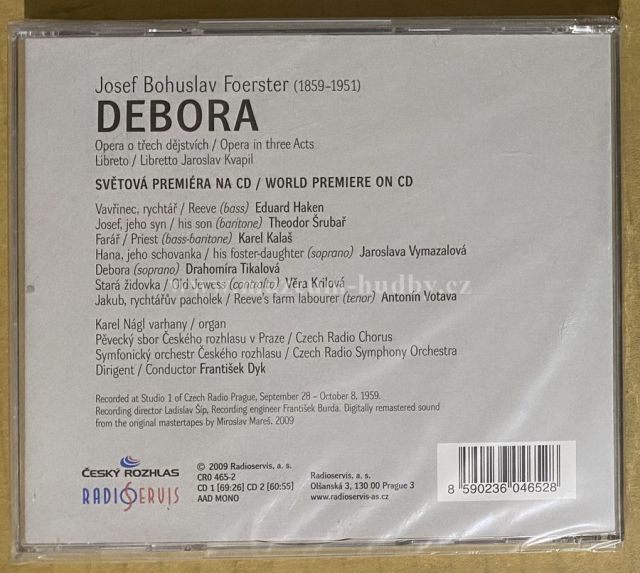 Josef Bohuslav Foerster (1859–1951)
DEBORA
Opera o třech dějstvích / Opera in three Acts
Libreto / Libretto Jaroslav Kvapil
SVĚTOVÁ PREMIÉRA NA CD / WORLD PREMIERE ON CD
Vavřinec, rychtář / Reeve (bass) Eduard Haken
Josef, jeho syn / his son (baritone) Theodor Šrubař
Farář / Priest (bass-baritone) Karel Kalaš
Hana, jeho schovanka / his foster-daughter (soprano) Jaroslava Vymazalová
Debora (soprano) Drahomíra Tikalová
Stará židovka / Old Jewess (contralto) Věra Krilová
Jakub, rychtářův pacholek / Reeve's farm labourer (tenor) Antonín Votava
Karel Nágl varhany / organ
Pěvecký sbor Českého rozhlasu v Praze / Czech Radio Chorus
Symfonický orchestr Českého rozhlasu / Czech Radio Symphony Orchestra
Dirigent / Conductor František Dyk
Recorded at Studio 1 of Czech Radio Prague, September 28 – October 8, 1959.
Recording director Ladislav Šíp, Recording engineer František Burda. Digitally remastered sound
from the original mastertapes by Miroslav Mareš. 2009
ČESKÝ ROZHLAS
RADIOSERVIS
© 2009 Radioservis, a. s.
CR0 465-2
CD 1 [69:26] CD 2 [60:55]
AAD MONO
Radioservis, a. s.
Olšanská 3, 130 00 Prague 3
www.radioservis-as.cz
8 590236 046528